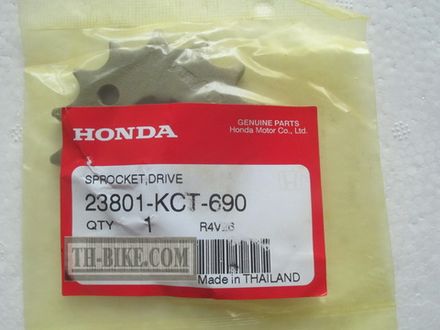 HONDA
GENUINE PARTS
Honda Motor Co., Ltd.
SPROCKET,DRIVE
23801-KCT-690
QTY 1 R4V26
TH-BIKE.COM
Made in THAILAND